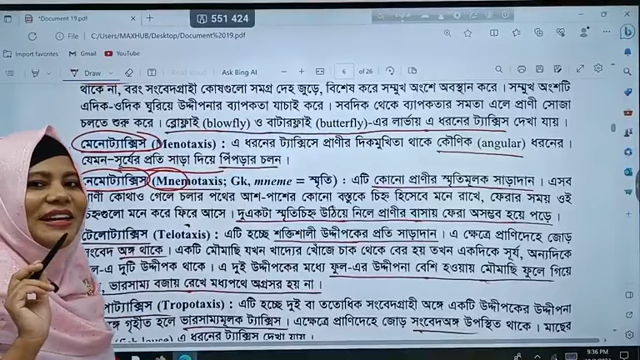 *Document 19.pdf
551 424
File
C:/Users/MAXHUB/Desktop/Document%2019.pdf
Import favorites Gmail YouTube
Draw Ask Bing AI 6 of 26
থাকে না, বরং সংবেদগ্রাহী কোষগুলো সমগ্র দেহ জুড়ে, বিশেষ করে সম্মুখ অংশে অবস্থান করে। সম্মুখ অংশটি
এদিক-ওদিক ঘুরিয়ে উদ্দীপনার ব্যাপকতা যাচাই করে। সবদিক থেকে ব্যাপকতার সমতা এলে প্রাণী সোজা
চলতে শুরু করে। ব্লোফ্লাই (blowfly) ও বাটারফ্লাই (butterfly)-এর লার্ভায় এ ধরনের ট্যাক্সিস দেখা যায়।
মেনোট্যাক্সিস (Menotaxis) : এ ধরনের ট্যাক্সিসে প্রাণীর দিকমুখিতা থাকে কৌণিক (angular) ধরনের।
যেমন-সূর্যের প্রতি সাড়া দিয়ে পিঁপড়ার চলন।
নেমোট্যাক্সিস (Mnemotaxis; Gk, mneme = স্মৃতি) : এটি কোনো প্রাণীর স্মৃতিমূলক সাড়াদান। এসব
প্রাণী কোথাও গেলে চলার পথের আশ-পাশের কোনো বস্তুকে চিহ্ন হিসেবে মনে রাখে, ফেরার সময় ওই
চিহ্নগুলো মনে করে ফিরে আসে। দুএকটা স্মৃতিচিহ্ন উঠিয়ে নিলে প্রাণীর বাসায় ফেরা অসম্ভব হয়ে পড়ে।
টেলোট্যাক্সিস (Telotaxis) : এটি হচ্ছে শক্তিশালী উদ্দীপকের প্রতি সাড়াদান। এ ক্ষেত্রে প্রাণিদেহে জোড়
সংবেদ অঙ্গ থাকে। একটি মৌমাছি যখন খাদ্যের খোঁজে চাক থেকে বের হয় তখন একদিকে সূর্য, অন্যদিকে
ফুল-এ দুটি উদ্দীপক থাকে। এ দুই উদ্দীপকের মধ্যে ফুল-এর উদ্দীপনা বেশি হওয়ায় মৌমাছি ফুলে গিয়ে
ভারসাম্য বজায় রেখে মধ্যপথে অগ্রসর হয় না।
ট্যাক্সিস (Tropotaxis) : এটি হচ্ছে দুই বা ততোধিক সংবেদগ্রাহী অঙ্গে একটি উদ্দীপকের উদ্দীপনা
গৃহীত হলে ভারসাম্যমূলক ট্যাক্সিস। এক্ষেত্রে প্রাণিদেহে জোড় সংবেদঅঙ্গ উপস্থিত থাকে। মাছের
এ ধরনের ট্যাক্সিস দেখা যায়।
9:36 PM